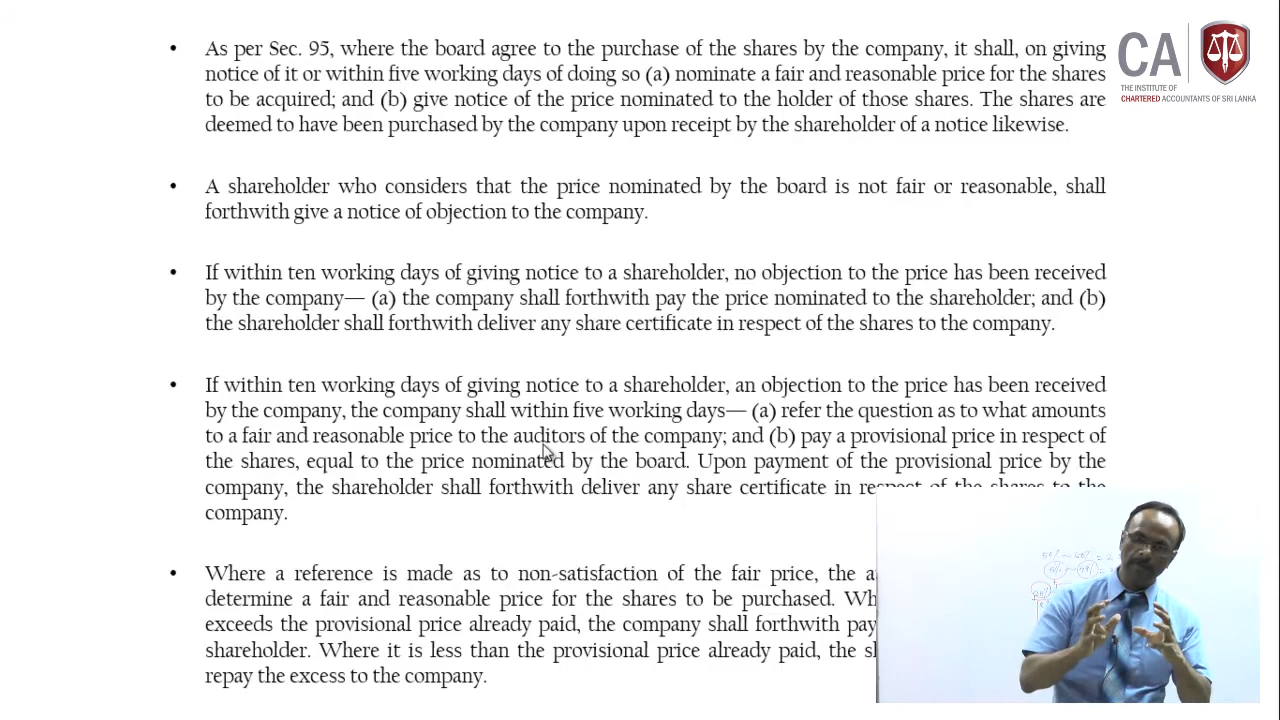 CA
THE INSTITUTE OF
CHARTERED ACCOUNTANTS OF SRI LANKA
• As per Sec. 95, where the board agree to the purchase of the shares by the company, it shall, on giving
notice of it or within five working days of doing so (a) nominate a fair and reasonable price for the shares
to be acquired; and (b) give notice of the price nominated to the holder of those shares. The shares are
deemed to have been purchased by the company upon receipt by the shareholder of a notice likewise.
• A shareholder who considers that the price nominated by the board is not fair or reasonable, shall
forthwith give a notice of objection to the company.
• If within ten working days of giving notice to a shareholder, no objection to the price has been received
by the company— (a) the company shall forthwith pay the price nominated to the shareholder; and (b)
the shareholder shall forthwith deliver any share certificate in respect of the shares to the company.
• If within ten working days of giving notice to a shareholder, an objection to the price has been received
by the company, the company shall within five working days— (a) refer the question as to what amounts
to a fair and reasonable price to the auditors of the company; and (b) pay a provisional price in respect of
the shares, equal to the price nominated by the board. Upon payment of the provisional price by the
company, the shareholder shall forthwith deliver any share certificate in respect of the shares to the
company.
• Where a reference is made as to non-satisfaction of the fair price, the
determine a fair and reasonable price for the shares to be purchased.
exceeds the provisional price already paid, the company shall forthwith pay
shareholder. Where it is less than the provisional price already paid, the
repay the excess to the company.